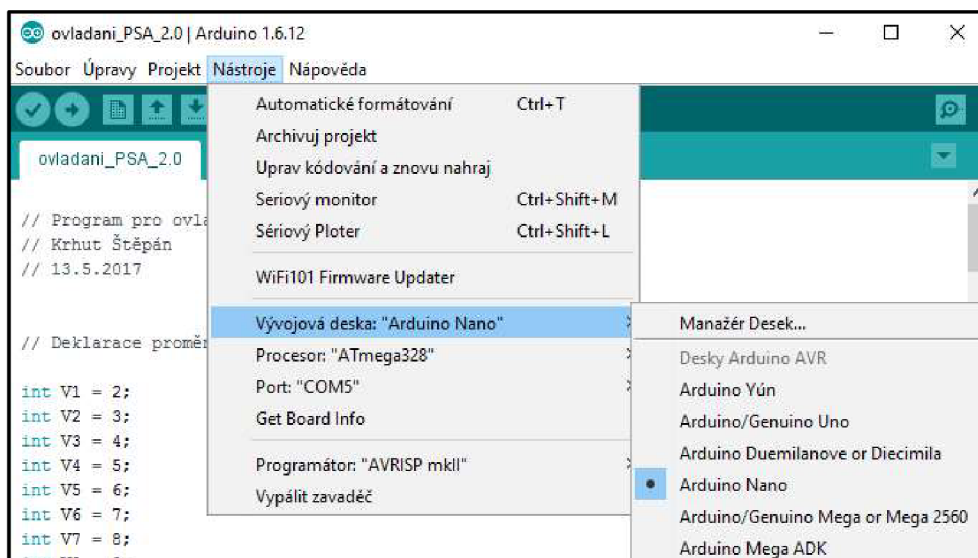 ovladani_PSA_2.0 | Arduino 1.6.12
Soubor Úpravy Projekt Nástroje Nápověda
ovladani_PSA_2.0
// Program pro
// Krhut Štěpán
// 13.5.2017
// Deklarace
int V1 = 2;
int V2 = 3;
int V3 = 4;
int V4 = 5;
int V5 = 6;
int V6 = 7;
int V7 = 8;
Automatické formátování Ctrl+T
Archivuj projekt
Uprav kódování a znovu nahraj
Seriový monitor Ctrl+Shift+M
Sériový Ploter Ctrl+Shift+L
WiFi101 Firmware Updater
Vývojová deska: "Arduino Nano"
Procesor: "ATmega328"
Port: "COM5"
Get Board Info
Programátor: "AVRISP mkII"
Vypálit zavaděč
Manažér Desek...
Desky Arduino AVR
Arduino Yún
Arduino/Genuino Uno
Arduino Duemilanove or Diecimila
Arduino Nano
Arduino/Genuino Mega or Mega 2560
Arduino Mega ADK